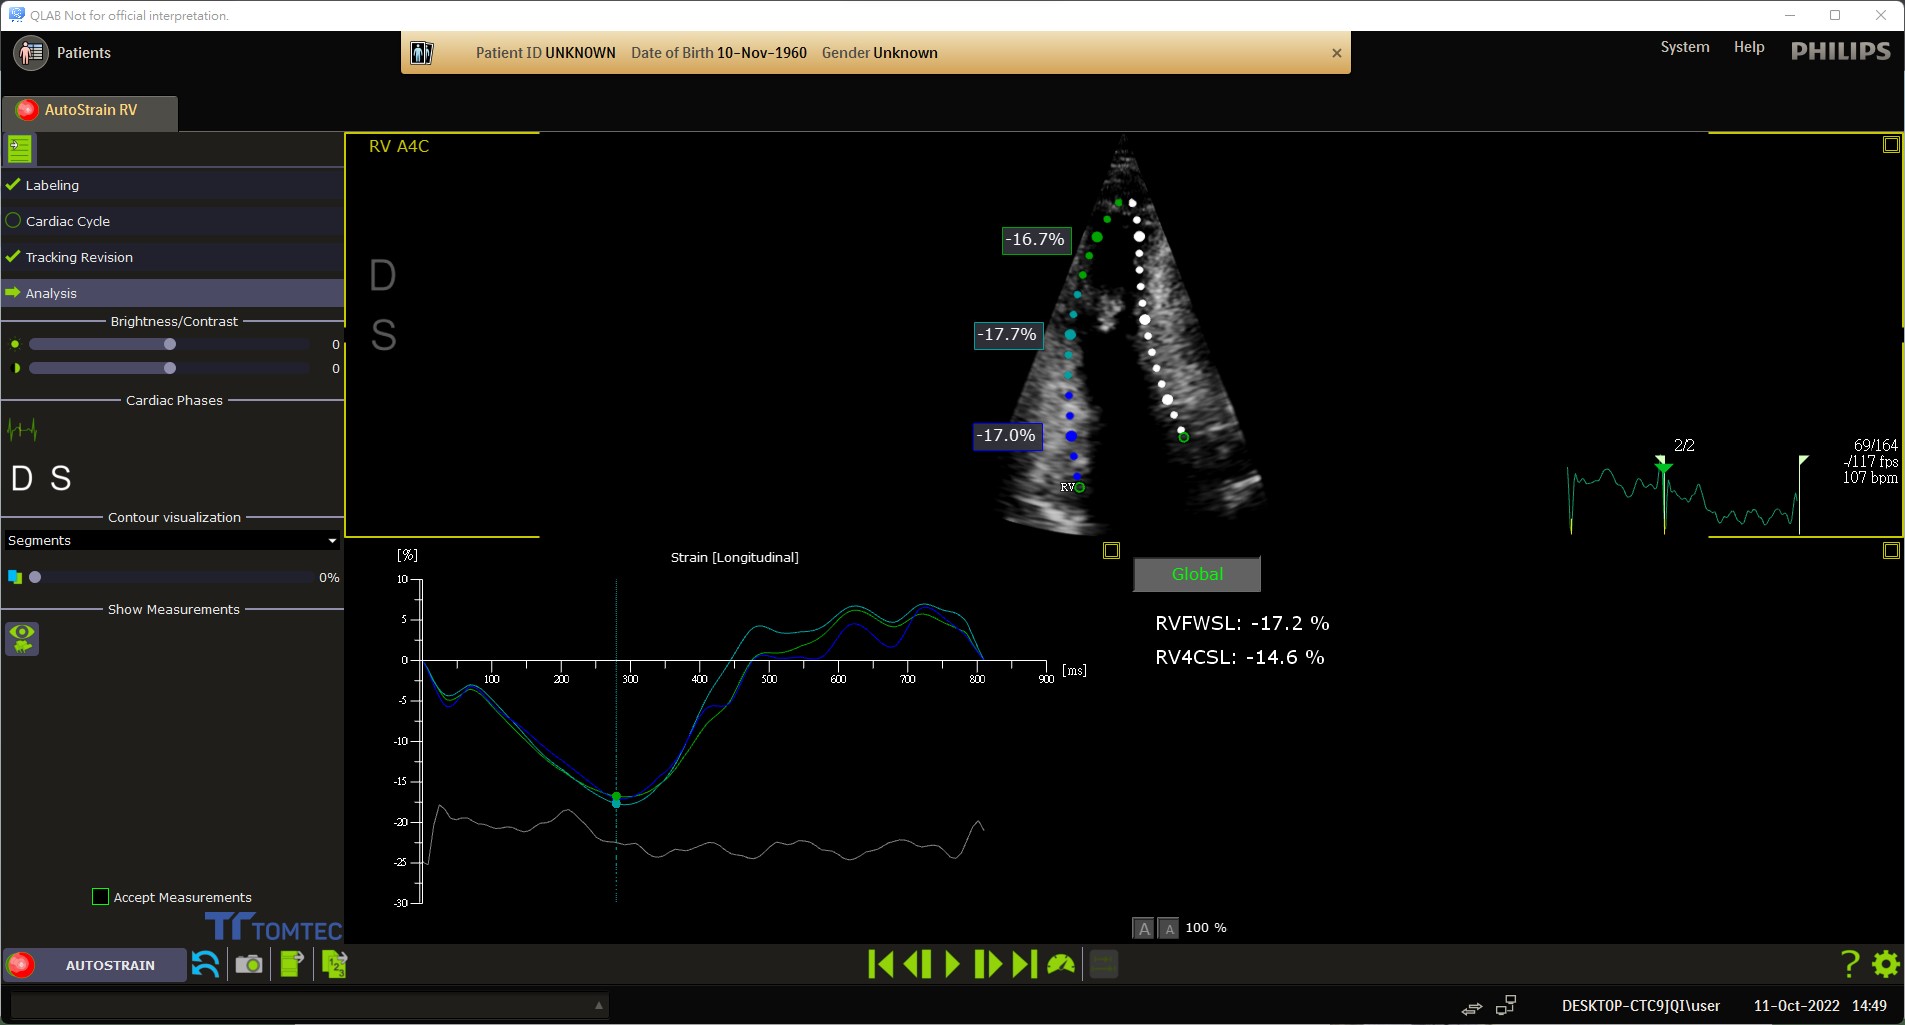 QLAB Not for official interpretation.
Patients
Patient ID UNKNOWN Date of Birth 10-Nov-1960 Gender Unknown
System Help PHILIPS
AutoStrain RV
Labeling
Cardiac Cycle
Tracking Revision
Analysis
Brightness/Contrast
0
0
Cardiac Phases
D S
Contour visualization
Segments
0%
Show Measurements
Accept Measurements
TOMTEC
RV A4C
D
S
-16.7%
-17.7%
-17.0%
RV
2/2
69/164
-/117 fps
107 bpm
[%]
Strain [Longitudinal]
10
5
0
-5
-10
-15
-20
-25
-30
100 200 300 400 500 600 700 800 900 [ms]
Global
RVFWSL: -17.2 %
RV4CSL: -14.6 %
A A 100 %
AUTOSTRAIN
1 2 3
?
DESKTOP-CTC9JQI\user 11-Oct-2022 14:49